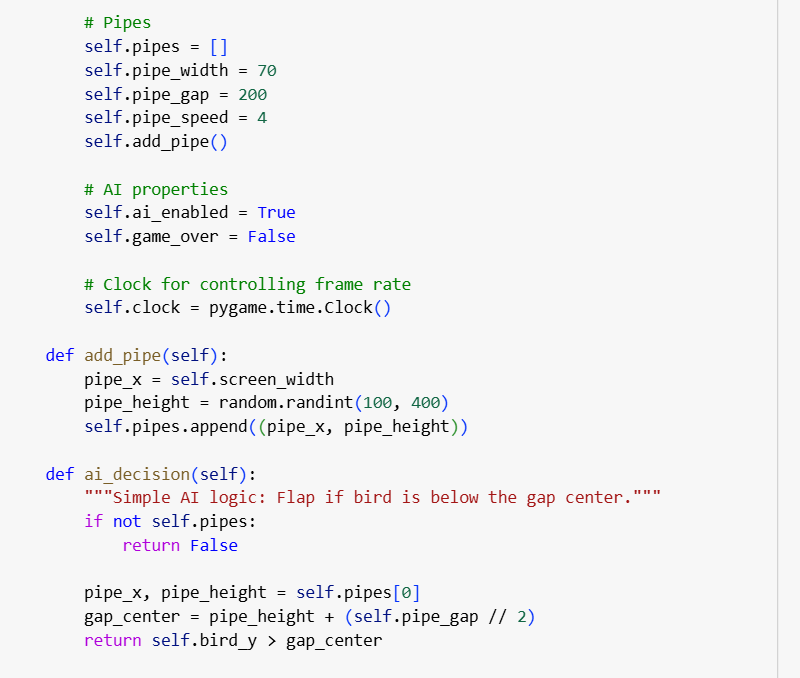 # Pipes
self.pipes = []
self.pipe_width = 70
self.pipe_gap = 200
self.pipe_speed = 4
self.add_pipe()
# AI properties
self.ai_enabled = True
self.game_over = False
# Clock for controlling frame rate
self.clock = pygame.time.Clock()
def add_pipe(self):
pipe_x = self.screen_width
pipe_height = random.randint(100, 400)
self.pipes.append((pipe_x, pipe_height))
def ai_decision(self):
"""Simple AI logic: Flap if bird is below the gap center."""
if not self.pipes:
return False
pipe_x, pipe_height = self.pipes[0]
gap_center = pipe_height + (self.pipe_gap // 2)
return self.bird_y > gap_center